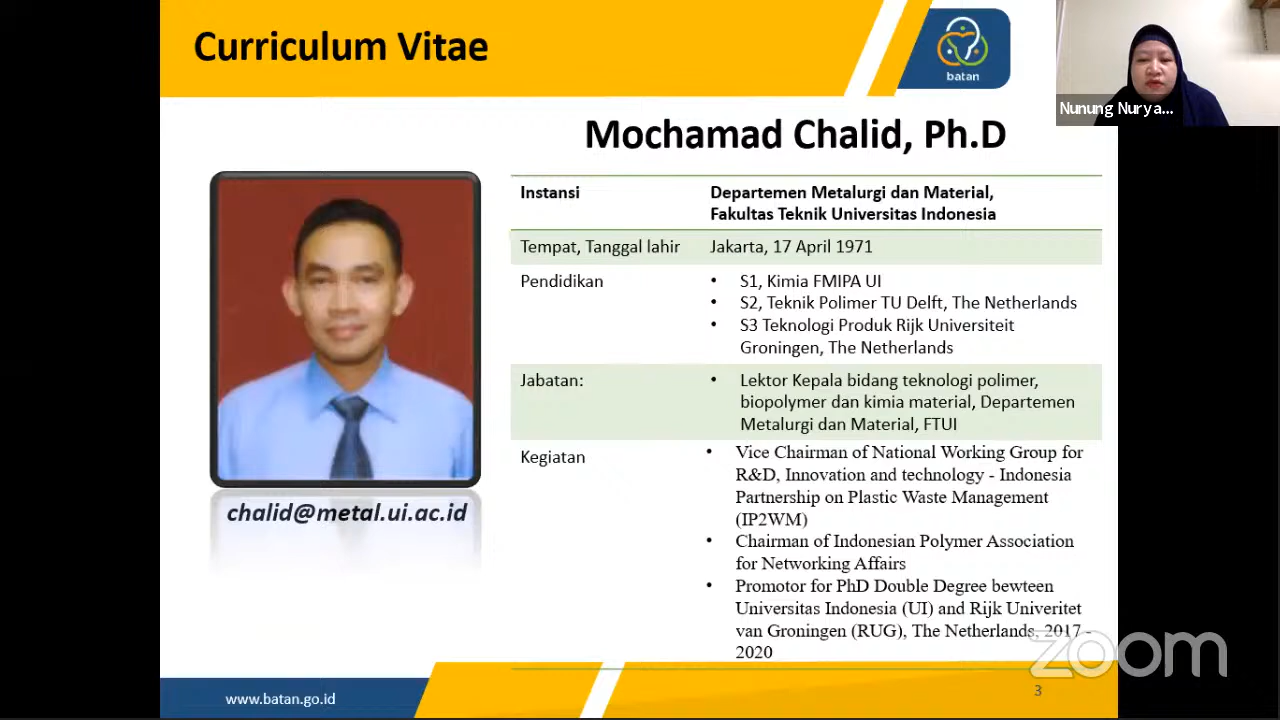 Curriculum Vitae
batan
Nunung Nurya...
Mochamad Chalid, Ph.D
Instansi
Departemen Metalurgi dan Material,
Fakultas Teknik Universitas Indonesia
Tempat, Tanggal lahir
Jakarta, 17 April 1971
Pendidikan
• S1, Kimia FMIPA UI
• S2, Teknik Polimer TU Delft, The Netherlands
• S3 Teknologi Produk Rijk Universiteit
Groningen, The Netherlands
Jabatan:
• Lektor Kepala bidang teknologi polimer,
biopolymer dan kimia material, Departemen
Metalurgi dan Material, FTUI
Kegiatan
• Vice Chairman of National Working Group for
R&D, Innovation and technology - Indonesia
Partnership on Plastic Waste Management
(IP2WM)
• Chairman of Indonesian Polymer Association
for Networking Affairs
• Promotor for PhD Double Degree bewteen
Universitas Indonesia (UI) and Rijk Univeritet
van Groningen (RUG), The Netherlands, 2017 -
2020
chalid@metal.ui.ac.id
zoom
www.batan.go.id
3